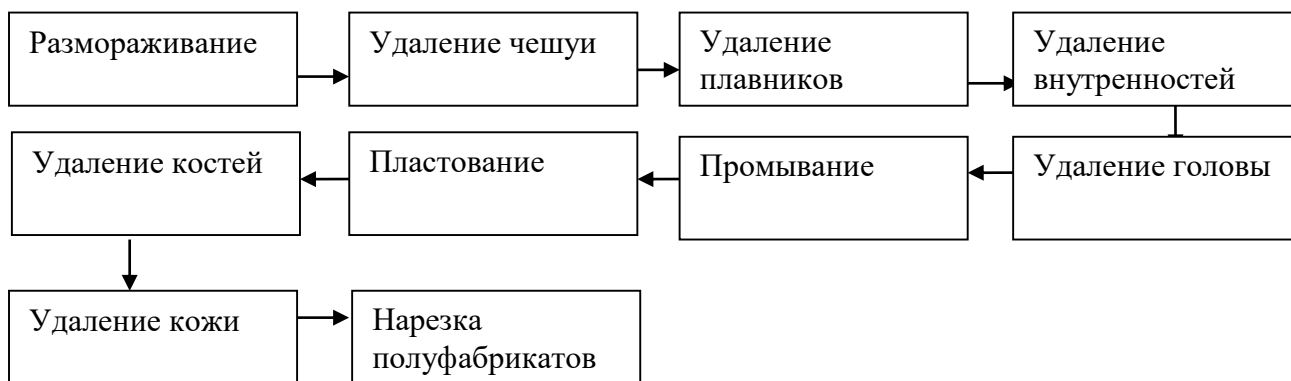 Размораживание
Удаление чешуи
Удаление
плавников
Удаление
внутренностей
Удаление головы
Промывание
Пластование
Удаление костей
Удаление кожи
Нарезка
полуфабрикатов